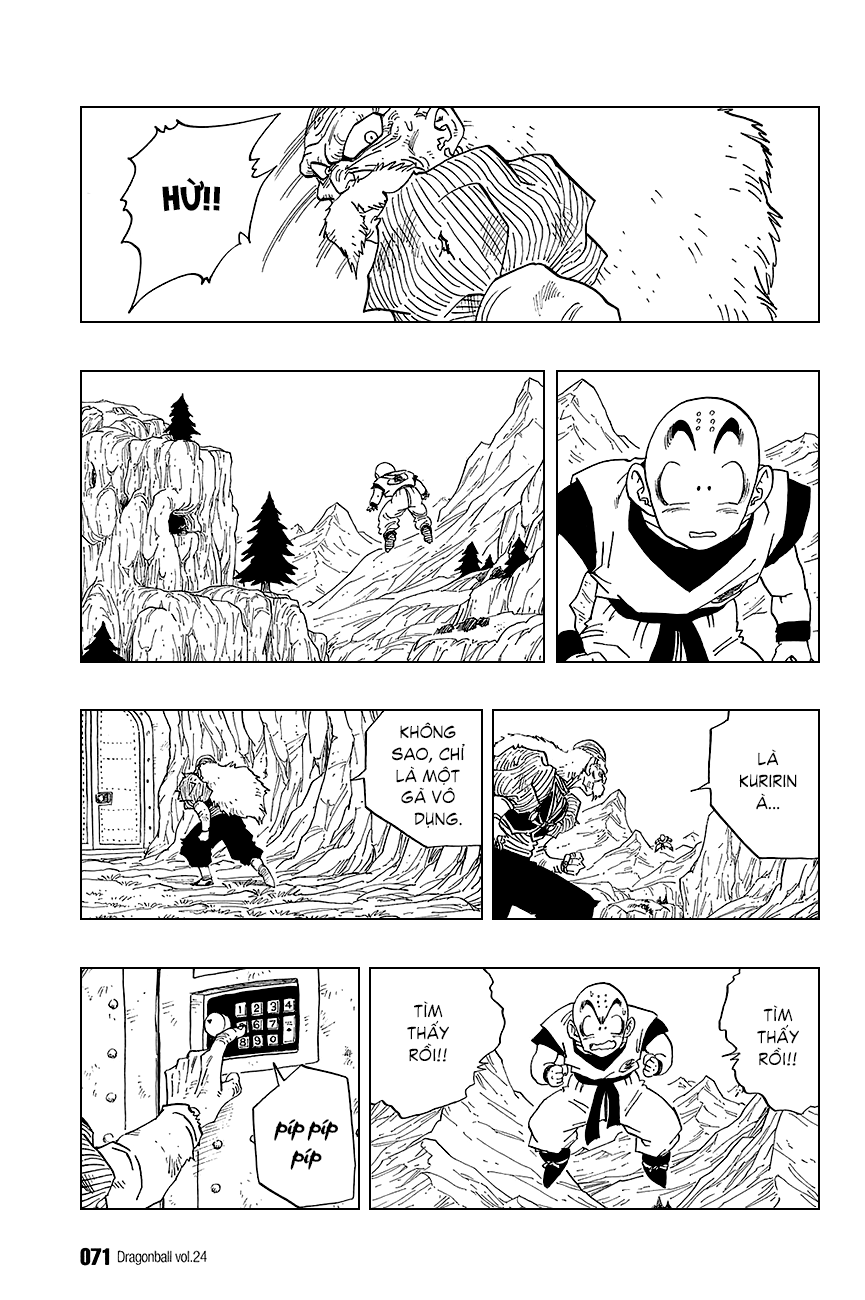 HỪ!!
LÀ
KURIRIN
À...
KHÔNG
SAO, CHỈ
LÀ MỘT
GÃ VÔ
DỤNG.
TÌM
THẤY
RỒI!!
TÌM
THẤY
RỒI!!
1 2 3 4
5 6 7
8 9 0
píp píp
píp
071 Dragonball vol.24